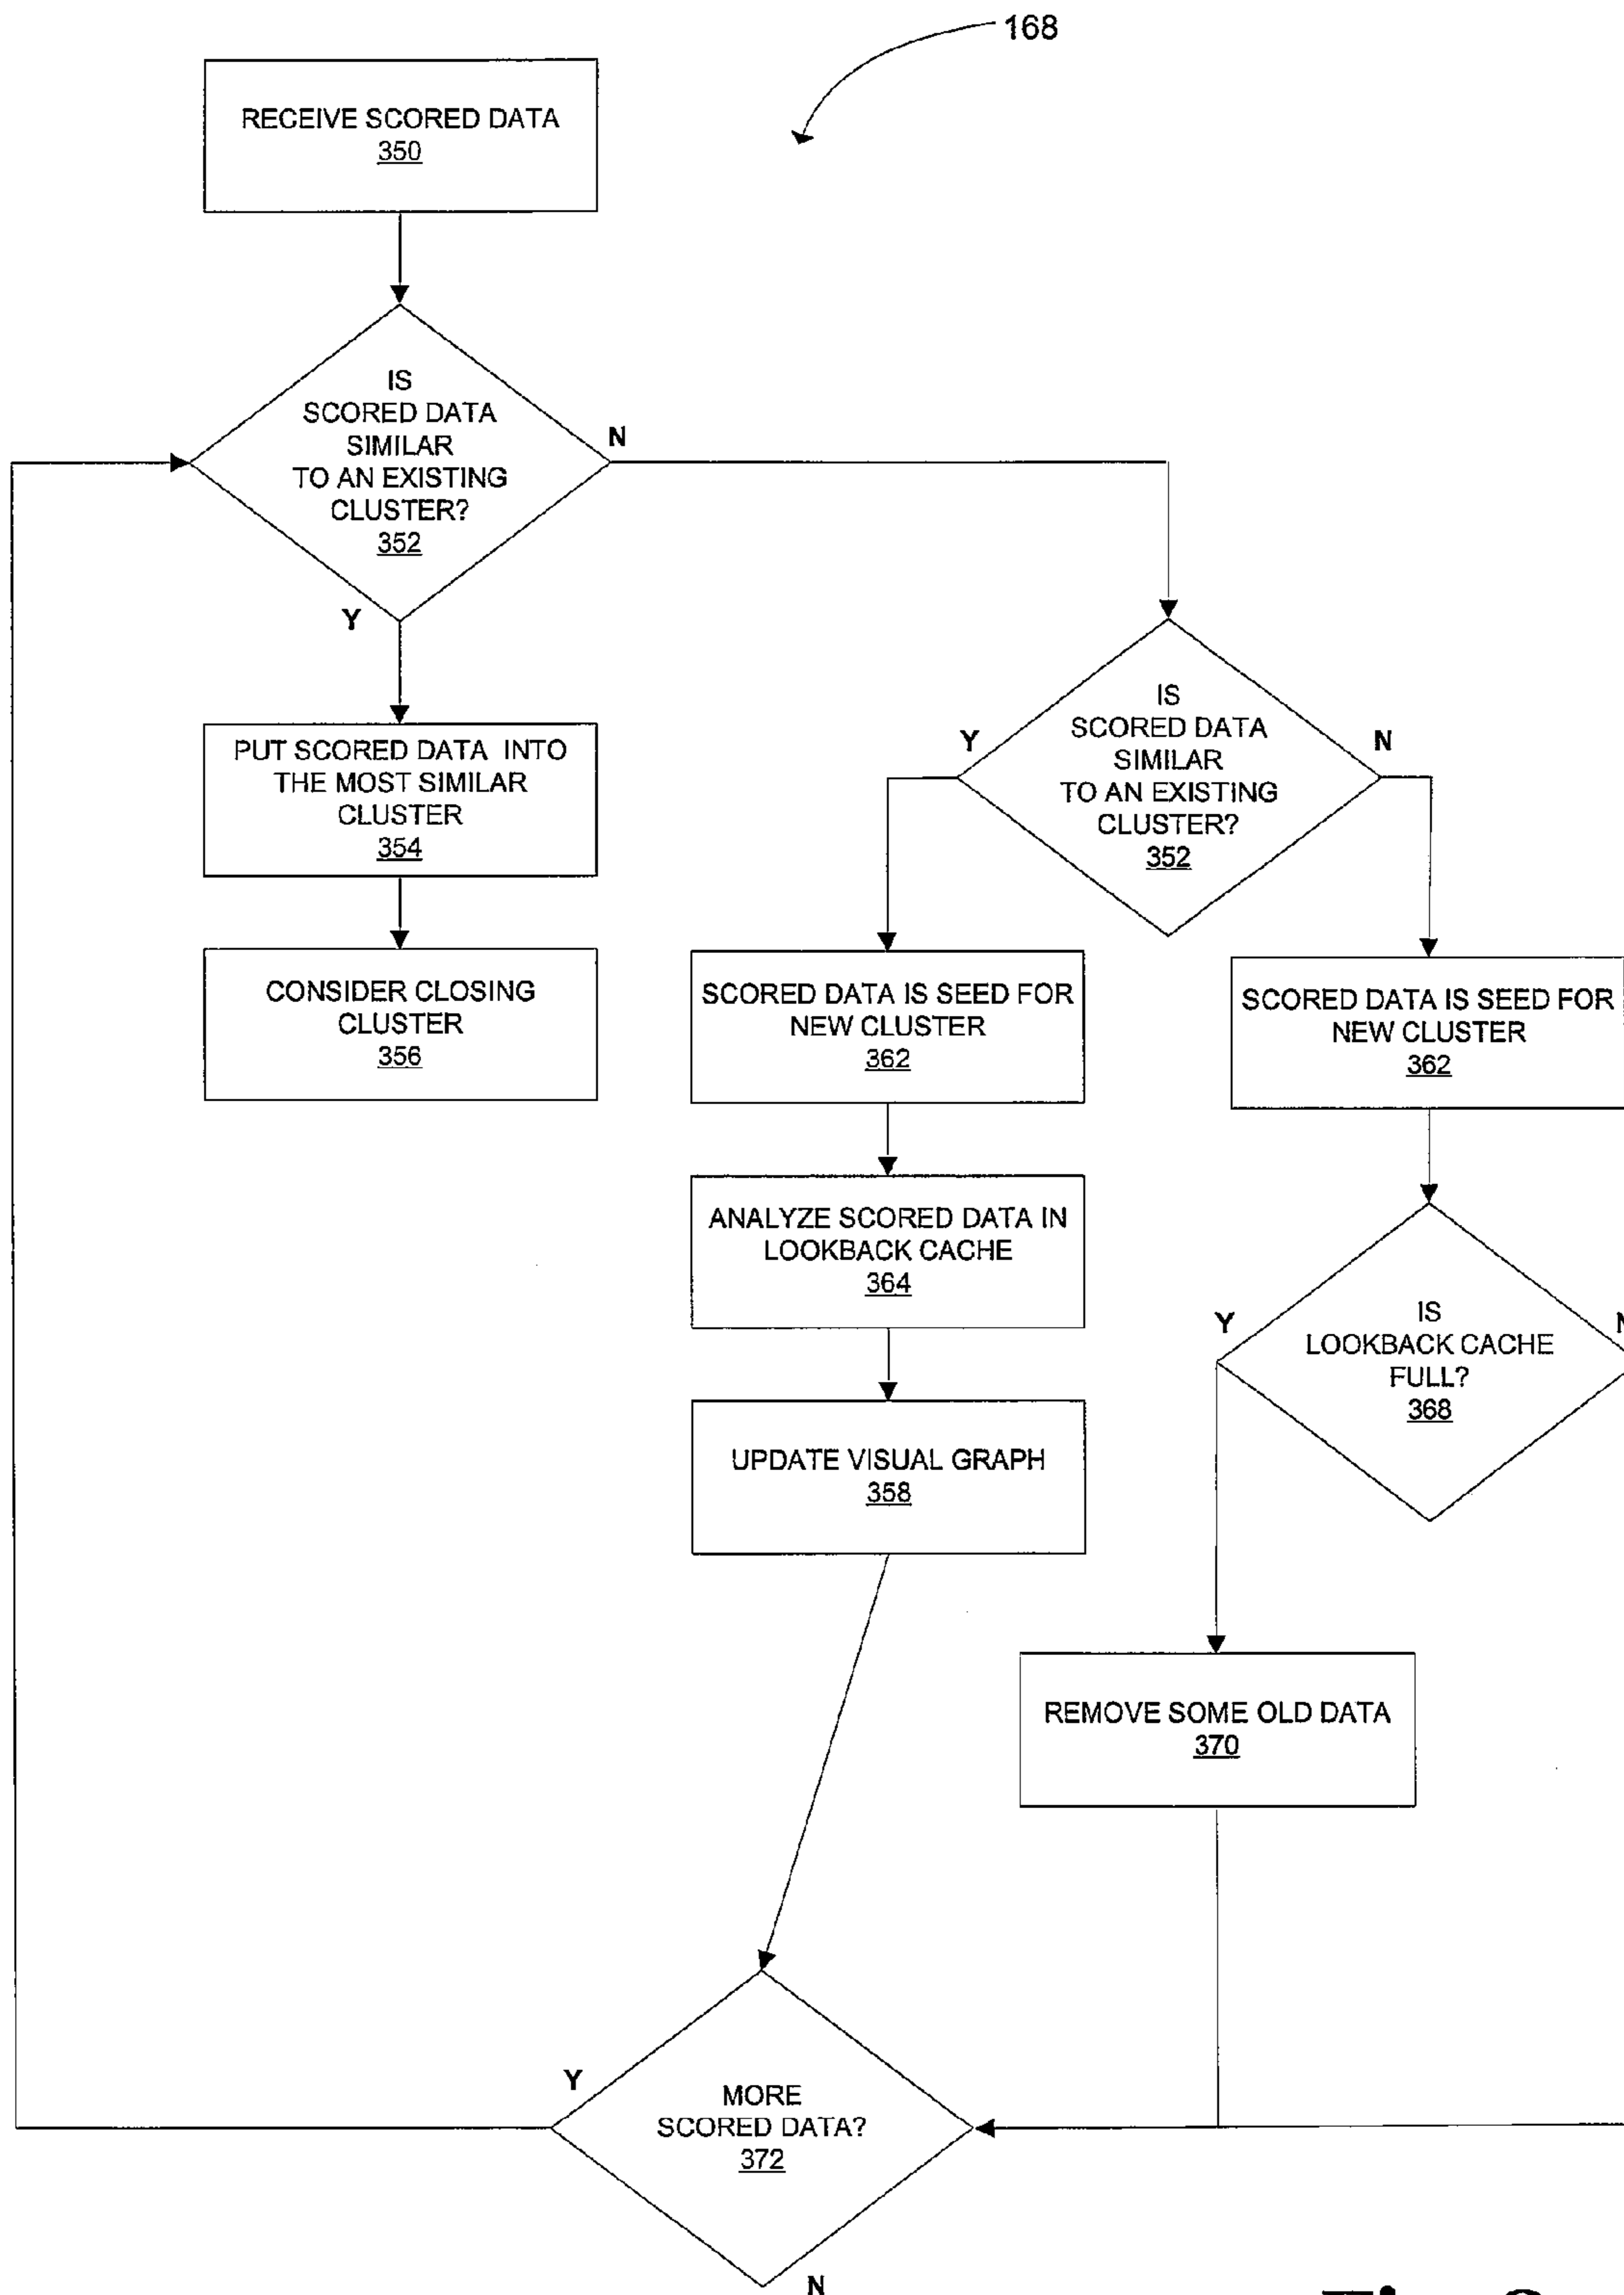 168
RECEIVE SCORED DATA
350
IS
SCORED DATA
SIMILAR
TO AN EXISTING
CLUSTER?
352
N
Y
PUT SCORED DATA INTO
THE MOST SIMILAR
CLUSTER
354
CONSIDER CLOSING
CLUSTER
356
IS
SCORED DATA
SIMILAR
TO AN EXISTING
CLUSTER?
352
Y
N
SCORED DATA IS SEED FOR
NEW CLUSTER
362
ANALYZE SCORED DATA IN
LOOKBACK CACHE
364
UPDATE VISUAL GRAPH
358
SCORED DATA IS SEED FOR
NEW CLUSTER
362
IS
LOOKBACK CACHE
FULL?
368
Y
REMOVE SOME OLD DATA
370
MORE
SCORED DATA?
372
Y
N